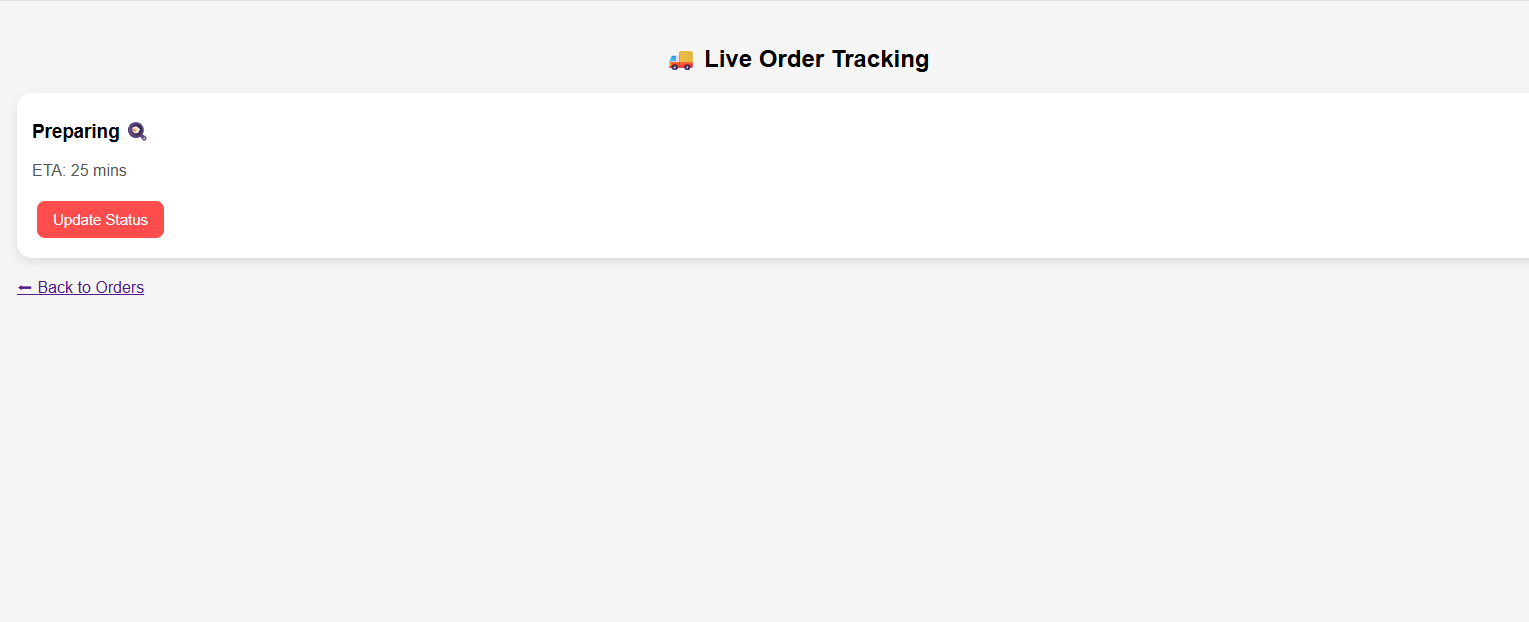 🚚 Live Order Tracking
Preparing 🍳
ETA: 25 mins
Update Status
⬅ Back to Orders